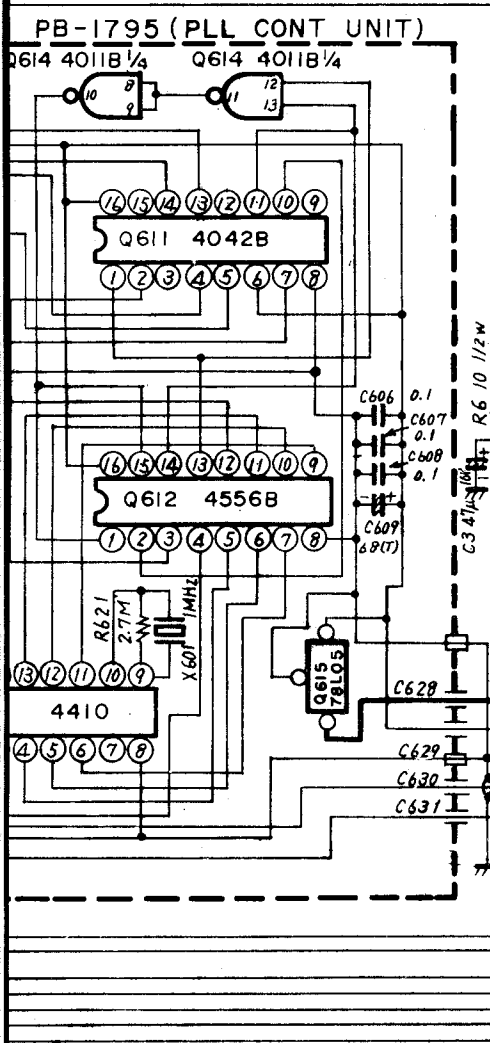 PB-1795 (PLL CONT UNIT)
Q614 4011B 1/4
Q614 4011B 1/4
10 8 9
11 12 13
16 15 14 13 12 11 10 9
Q611 4042B
1 2 3 4 5 6 7 8
R6 10 1/2W
C606 0.1
C607 0.1
C608 0.1
- +
C609
68(T)
+
C3 47μ 16V
16 15 14 13 12 11 10 9
Q612 4556B
1 2 3 4 5 6 7 8
R621
2.7M
X601
1MHz
13 12 11 10 9
4410
4 5 6 7 8
Q615
78L05
C628
C629
C630
C631